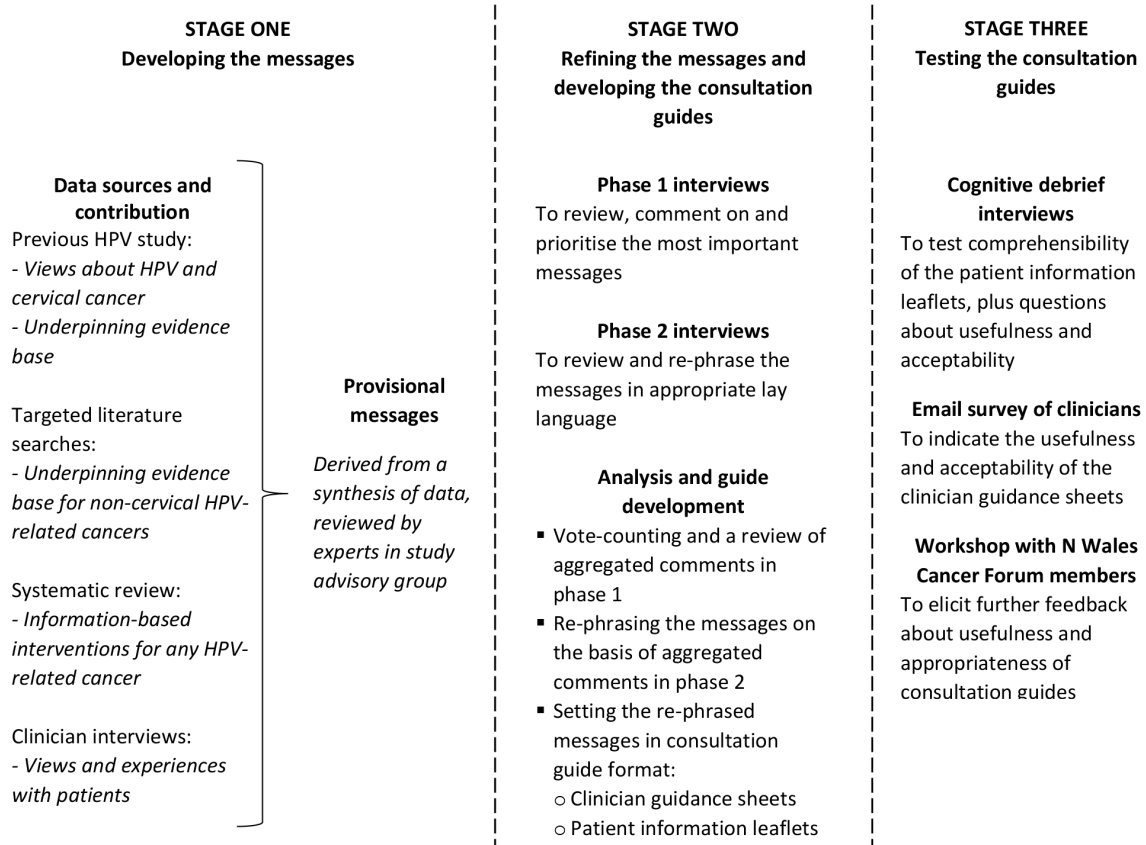 STAGE ONE
Developing the messages
Data sources and
contribution
Previous HPV study:
- Views about HPV and
cervical cancer
- Underpinning evidence
base
Targeted literature
searches:
- Underpinning evidence
base for non-cervical HPV-
related cancers
Systematic review:
- Information-based
interventions for any HPV-
related cancer
Clinician interviews:
- Views and experiences
with patients
Provisional
messages
Derived from a
synthesis of data,
reviewed by
experts in study
advisory group
STAGE TWO
Refining the messages and
developing the consultation
guides
Phase 1 interviews
To review, comment on and
prioritise the most important
messages
Phase 2 interviews
To review and re-phrase the
messages in appropriate lay
language
Analysis and guide
development
▪ Vote-counting and a review of
aggregated comments in
phase 1
▪ Re-phrasing the messages on
the basis of aggregated
comments in phase 2
▪ Setting the re-phrased
messages in consultation
guide format:
o Clinician guidance sheets
o Patient information leaflets
STAGE THREE
Testing the consultation
guides
Cognitive debrief
interviews
To test comprehensibility
of the patient information
leaflets, plus questions
about usefulness and
acceptability
Email survey of clinicians
To indicate the usefulness
and acceptability of the
clinician guidance sheets
Workshop with N Wales
Cancer Forum members
To elicit further feedback
about usefulness and
appropriateness of
consultation guides